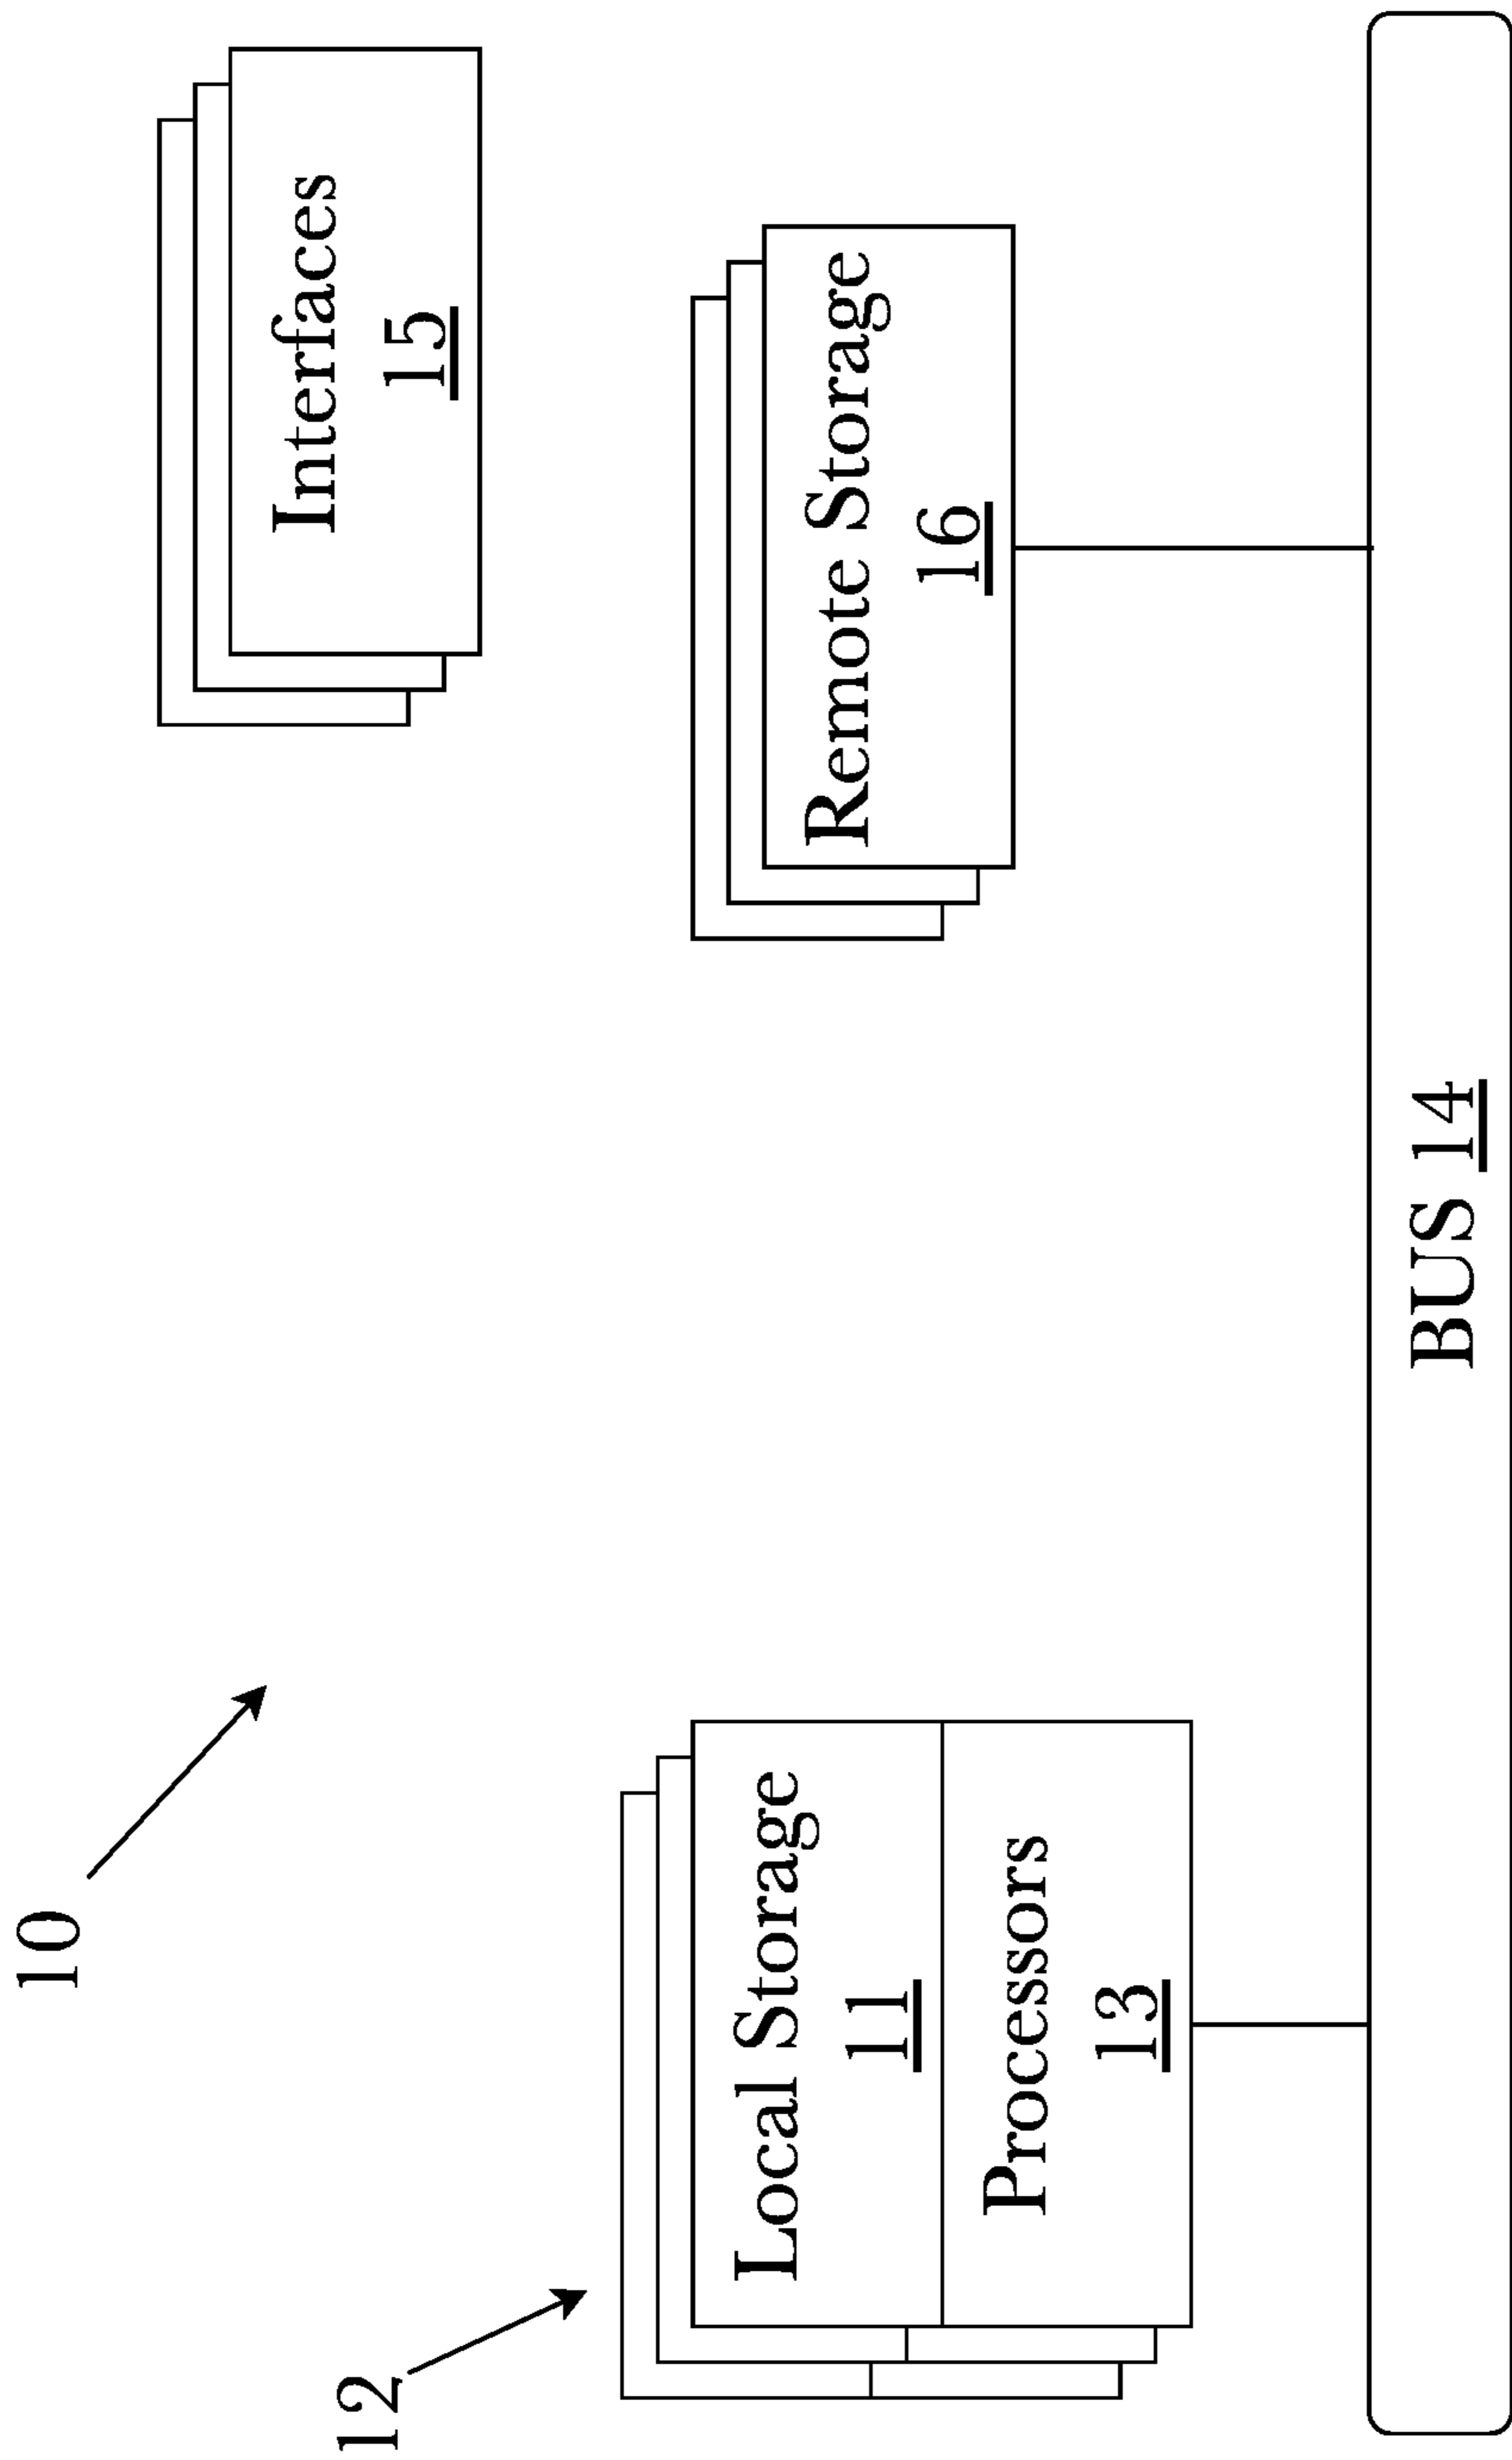 10
12
Interfaces
15
Local Storage
11
Processors
13
Remote Storage
16
BUS 14